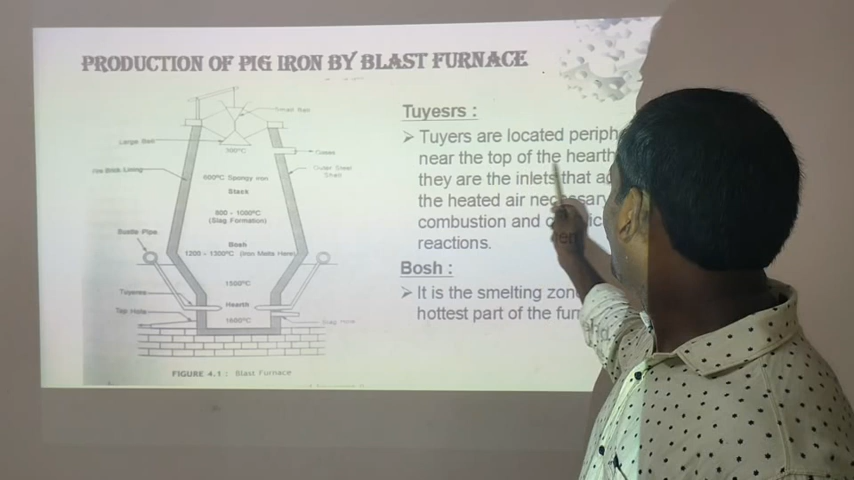 PRODUCTION OF PIG IRON BY BLAST FURNACE
Small Bell
Large Bell
300°C
Gases
Fire Brick Lining
600°C Spongy iron
Outer Steel
Shell
Stack
800 - 1000°C
(Slag Formation)
Bosh
Bustle Pipe
1200 - 1300°C (Iron Melts Here)
1500°C
Tuyeres
Hearth
Tap Hole
1600°C
Slag Hole
FIGURE 4.1 : Blast Furnace
Tuyesrs :
➤ Tuyers are located periph
near the top of the hearth
they are the inlets that
the heated air necessary
combustion and
reactions.
Bosh :
➤ It is the smelting
hottest part of the